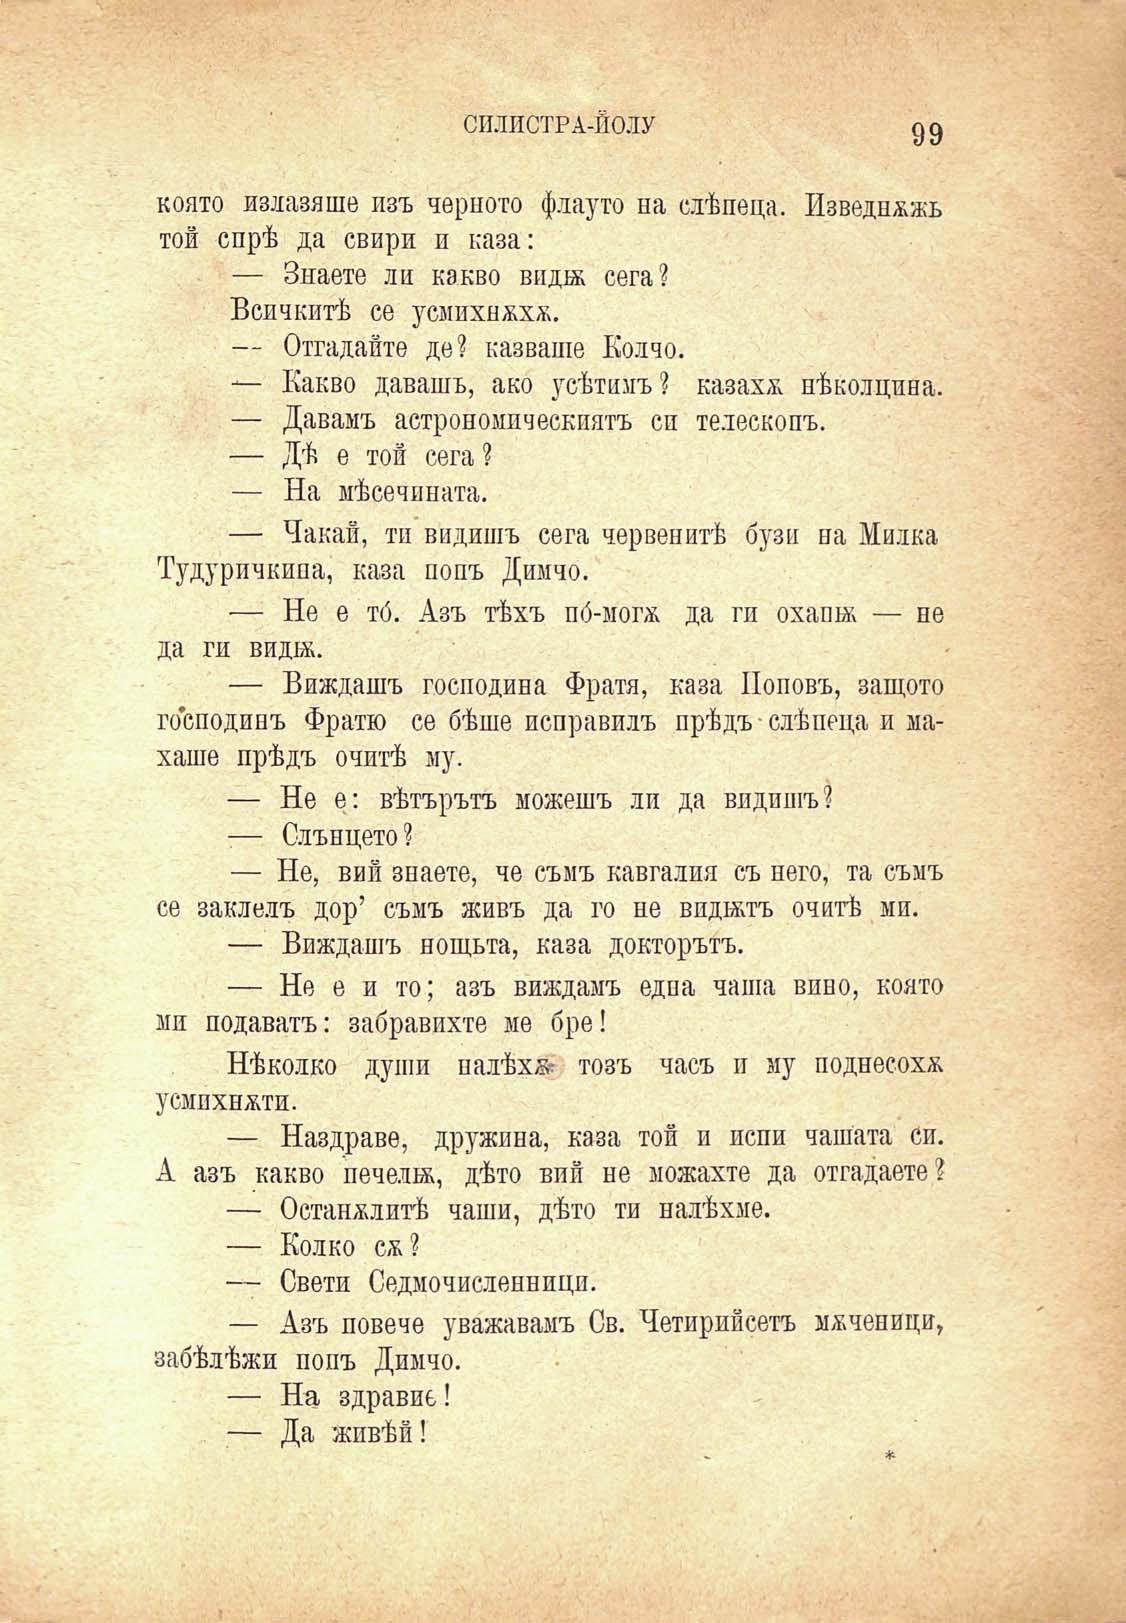 СИЛИСТРА-ЙОЛУ
99
която излазяше изъ черното флауто на слѣпеца. Изведнѫжь
той спрѣ да свири и каза:
— Знаете ли какво видѭ сега?
Всичкитѣ се усмихнѫхѫ.
— Отгадайте де? казваше Колчо.
— Какво давашъ, ако усѣтимъ? казахѫ нѣколцина.
— Давамъ астрономическиятъ си телескопъ.
— Дѣ е той сега?
— На мѣсечината.
— Чакай, ти видишъ сега червенитѣ бузи на Милка
Тудуричкина, каза попъ Димчо.
— Не е то́. Азъ тѣхъ по́-могѫ да ги охапѭ — не
да ги видѭ.
— Виждашъ господина Фратя, каза Поповъ, защото
господинъ Фратю се бѣше исправилъ прѣдъ слѣпеца и ма-
хаше прѣдъ очитѣ му.
— Не е: вѣтърътъ можешъ ли да видишъ?
— Слънцето?
— Не, вий знаете, че съмъ кавгалия съ него, та съмъ
се заклелъ дор’ съмъ живъ да го не видѭтъ очитѣ ми.
— Виждашъ нощьта, каза докторътъ.
— Не е и то; азъ виждамъ една чаша вино, която
ми подаватъ: забравихте ме бре!
Нѣколко души налѣхѫ тозъ часъ и му поднесохѫ
усмихнѫти.
— Наздраве, дружина, каза той и испи чашата си.
А азъ какво печелѭ, дѣто вий не можахте да отгадаете?
— Останѫлитѣ чаши, дѣто ти налѣхме.
— Колко сѫ?
— Свети Седмочисленници.
— Азъ повече уважавамъ Св. Четирийсетъ мѫченици,
забѣлѣжи попъ Димчо.
— На здравие!
— Да живѣй!
*